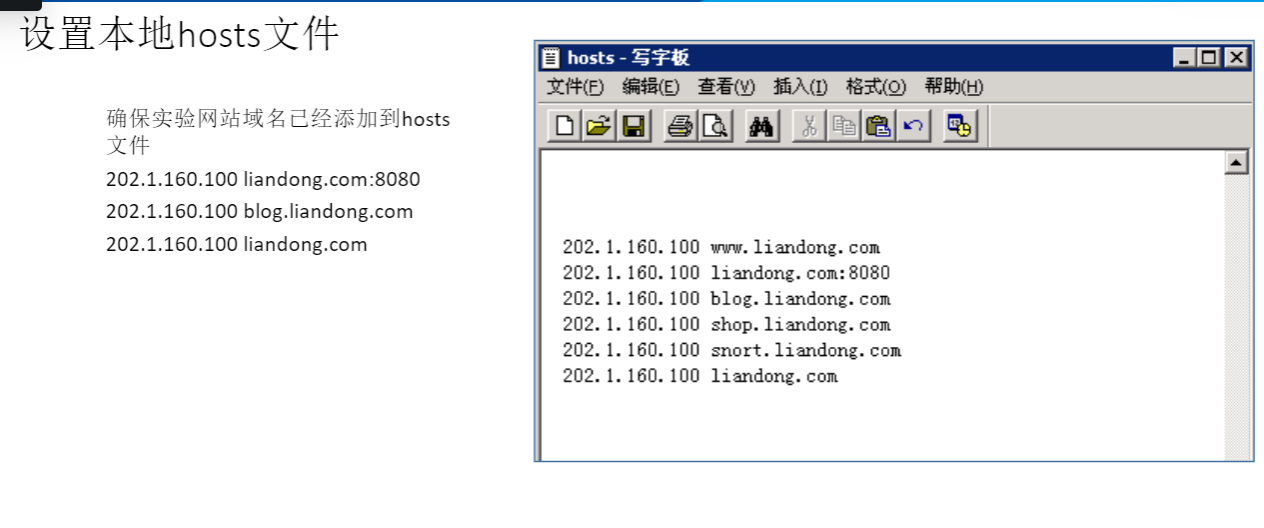 设置本地hosts文件
确保实验网站域名已经添加到hosts
文件
202.1.160.100 liandong.com:8080
202.1.160.100 blog.liandong.com
202.1.160.100 liandong.com
hosts - 写字板
文件(F) 编辑(E) 查看(V) 插入(I) 格式(O) 帮助(H)
202.1.160.100 www.liandong.com
202.1.160.100 liandong.com:8080
202.1.160.100 blog.liandong.com
202.1.160.100 shop.liandong.com
202.1.160.100 snort.liandong.com
202.1.160.100 liandong.com